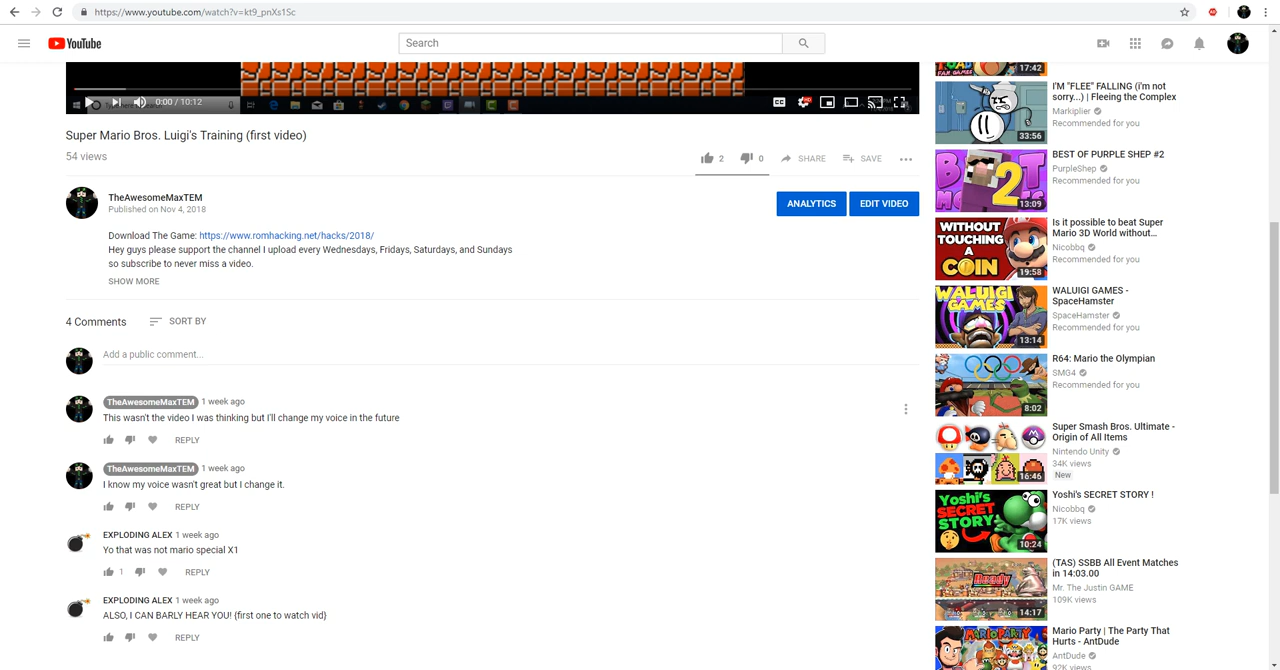 https://www.youtube.com/watch?v=kt9_pnXs1Sc
YouTube
Search
0:00 / 10:12
CC
Super Mario Bros. Luigi's Training (first video)
54 views
2
0
SHARE
SAVE
TheAwesomeMaxTEM
Published on Nov 4, 2018
ANALYTICS
EDIT VIDEO
Download The Game: https://www.romhacking.net/hacks/2018/
Hey guys please support the channel I upload every Wednesdays, Fridays, Saturdays, and Sundays
so subscribe to never miss a video.
SHOW MORE
4 Comments
SORT BY
Add a public comment...
TheAwesomeMaxTEM 1 week ago
This wasn't the video I was thinking but I'll change my voice in the future
REPLY
TheAwesomeMaxTEM 1 week ago
I know my voice wasn't great but I change it.
REPLY
EXPLODING ALEX 1 week ago
Yo that was not mario special X1
1
REPLY
EXPLODING ALEX 1 week ago
ALSO, I CAN BARLY HEAR YOU! {first one to watch vid}
REPLY
FAN GAMES
17:42
I'M "FLEE" FALLING (i'm not
sorry...) | Fleeing the Complex
Markiplier
Recommended for you
33:56
BEST OF PURPLE SHEP #2
PurpleShep
Recommended for you
2
13:09
Is it possible to beat Super
Mario 3D World without...
Nicobbq
Recommended for you
WITHOUT
TOUCHING
A
COIN
19:58
WALUIGI GAMES -
SpaceHamster
SpaceHamster
Recommended for you
WALUIGI
GAMES
13:14
R64: Mario the Olympian
SMG4
Recommended for you
8:02
Super Smash Bros. Ultimate -
Origin of All Items
Nintendo Unity
34K views
New
16:46
Yoshi's SECRET STORY !
Nicobbq
17K views
Yoshi's
SECRET
STORY
10:24
(TAS) SSBB All Event Matches
in 14:03.00
Mr. The Justin GAME
109K views
Ready
14:17
Mario Party | The Party That
Hurts - AntDude
AntDude
92K views
MARIO PARTY